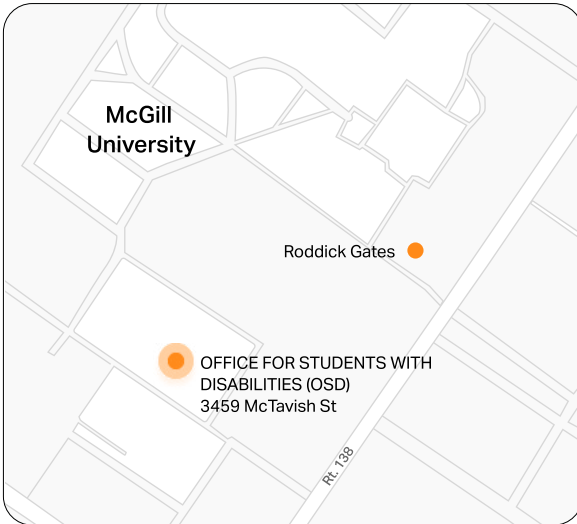 McGill
University
Roddick Gates
OFFICE FOR STUDENTS WITH
DISABILITIES (OSD)
3459 McTavish St
Rt. 138